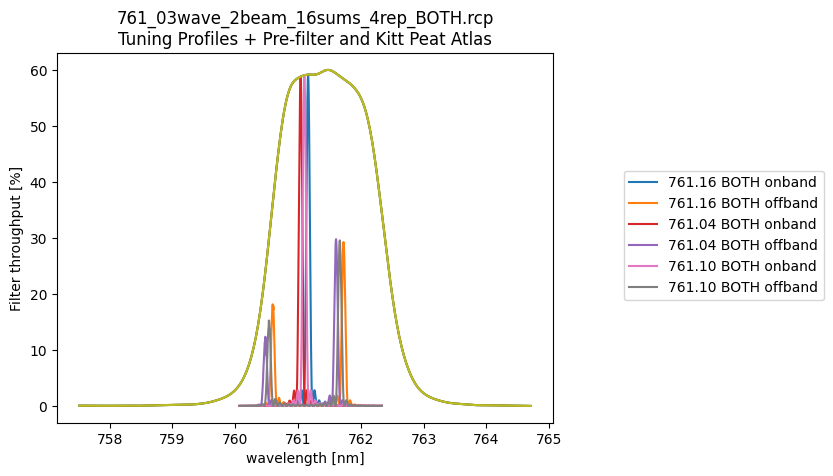 761_03wave_2beam_16sums_4rep_BOTH.rcp
Tuning Profiles + Pre-filter and Kitt Peat Atlas
Filter throughput [%]
60
50
40
30
20
10
0
758
759
760
761
762
763
764
765
wavelength [nm]
761.16 BOTH onband
761.16 BOTH offband
761.04 BOTH onband
761.04 BOTH offband
761.10 BOTH onband
761.10 BOTH offband